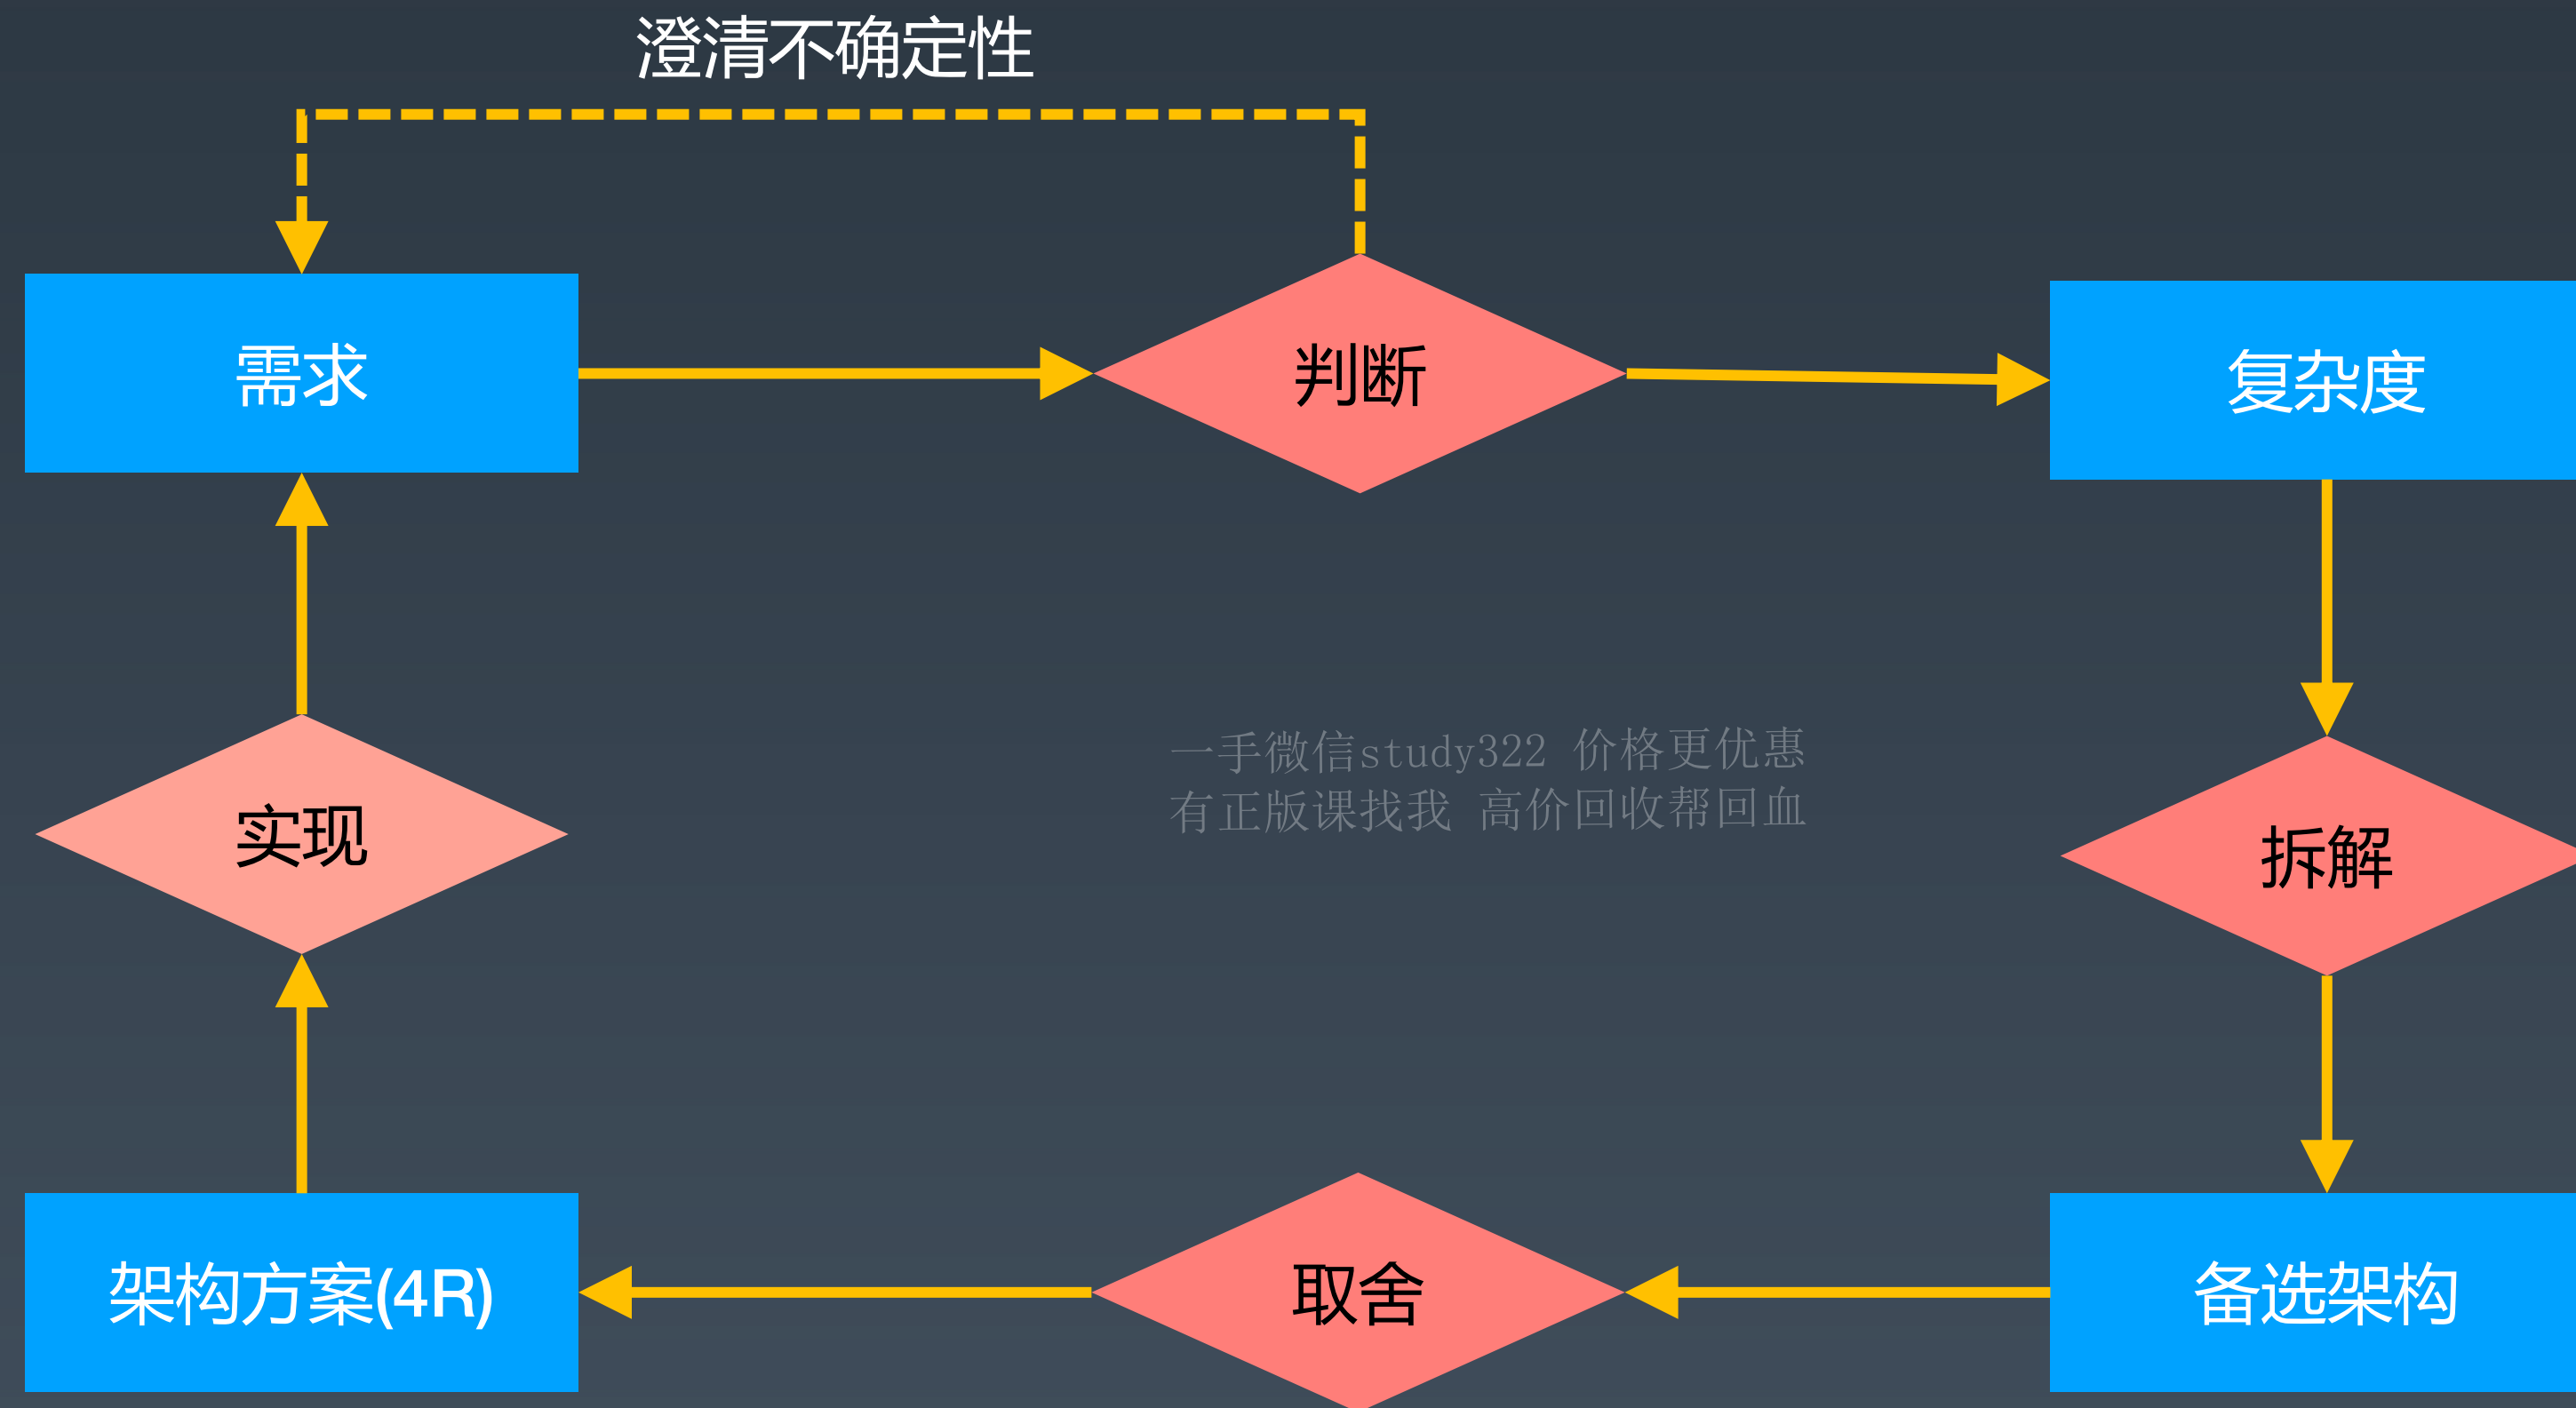 澄清不确定性
需求
判断
复杂度
一手微信study322 价格更优惠
有正版课找我 高价回收帮回血
实现
拆解
架构方案(4R)
取舍
备选架构